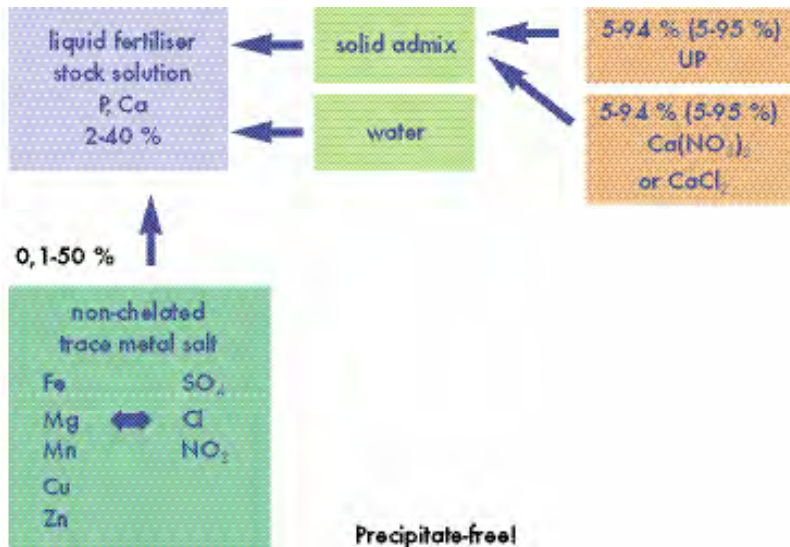 liquid fertiliser
stock solution
P, Ca
2-40 %
solid admix
water
5-94 % (5-95 %)
UP
5-94 % (5-95 %)
Ca(NO₃)₂
or CaCl₂
0,1-50 %
non-chelated
trace metal salt
Fe SO₄
Mg Cl
Mn NO₃
Cu
Zn
Precipitate-free!